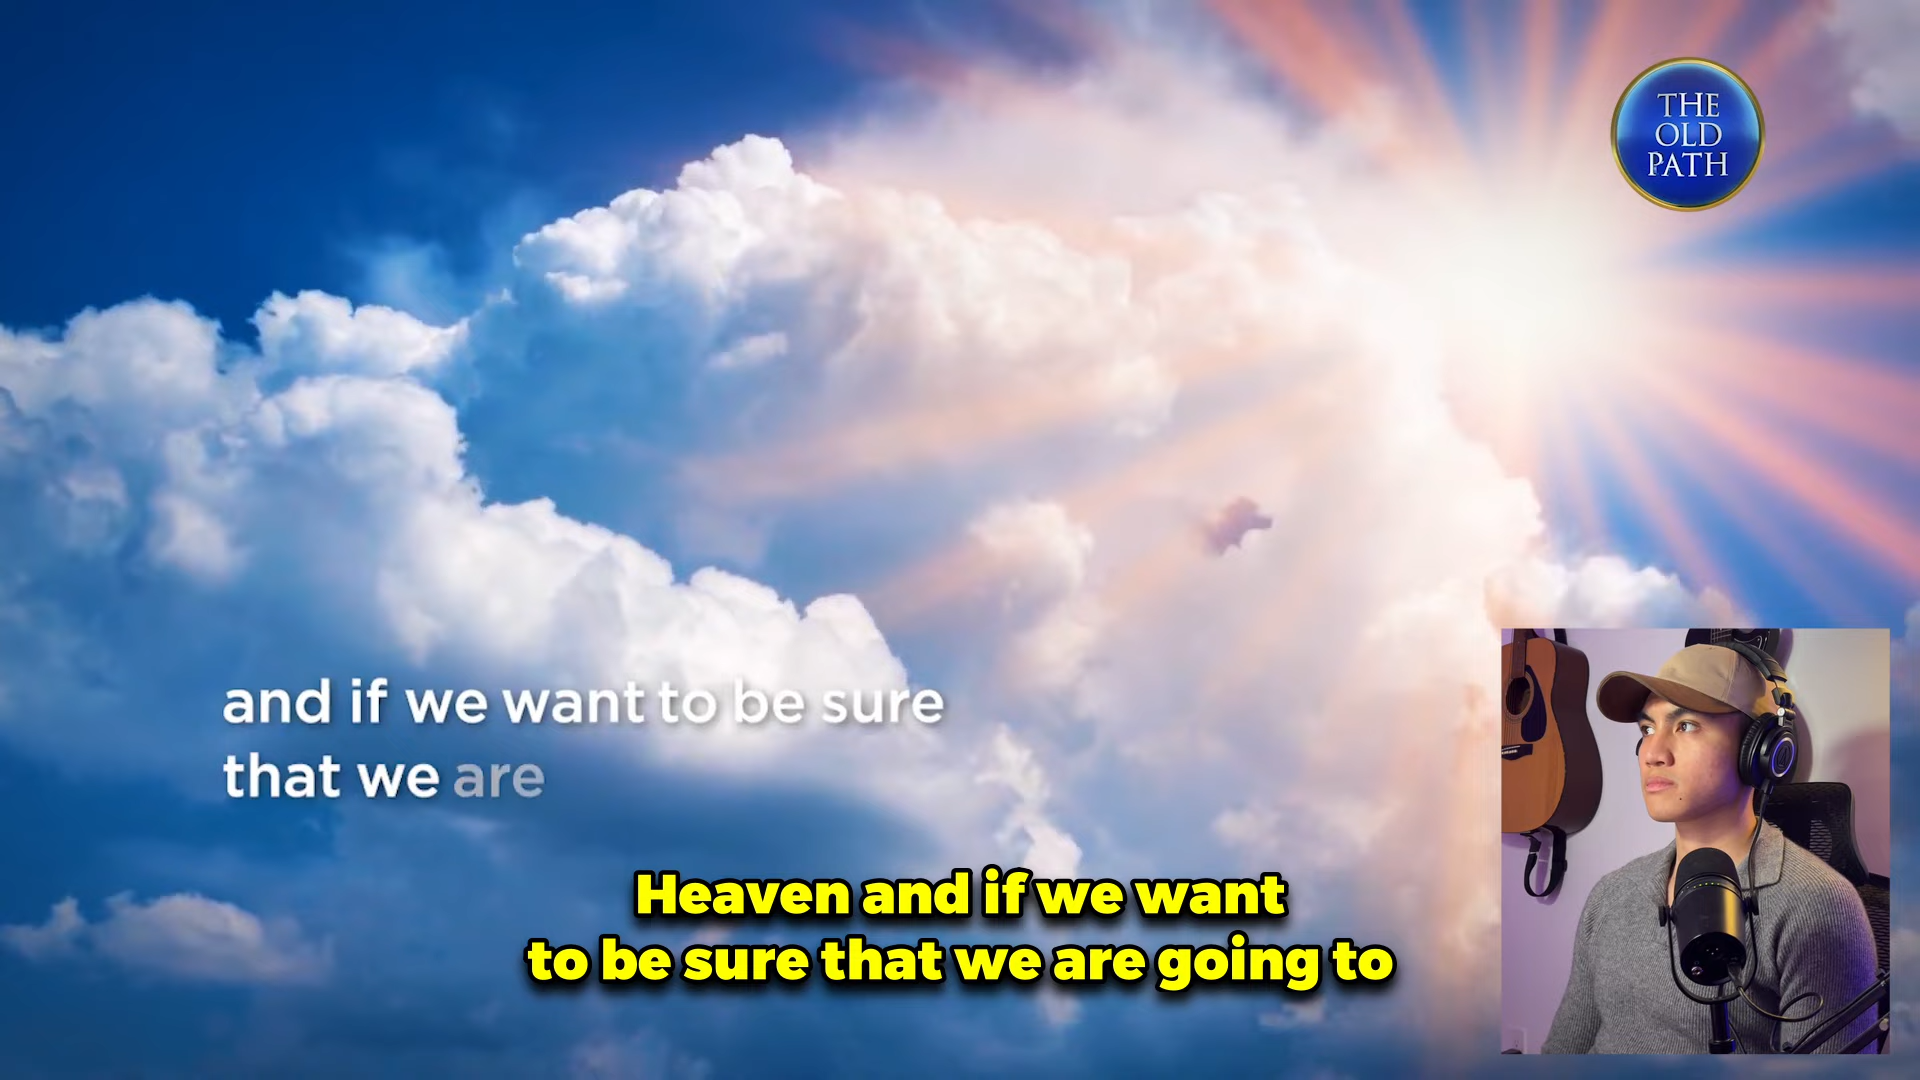 THE
OLD
PATH
and if we want to be sure
that we are
Heaven and if we want
to be sure that we are going to